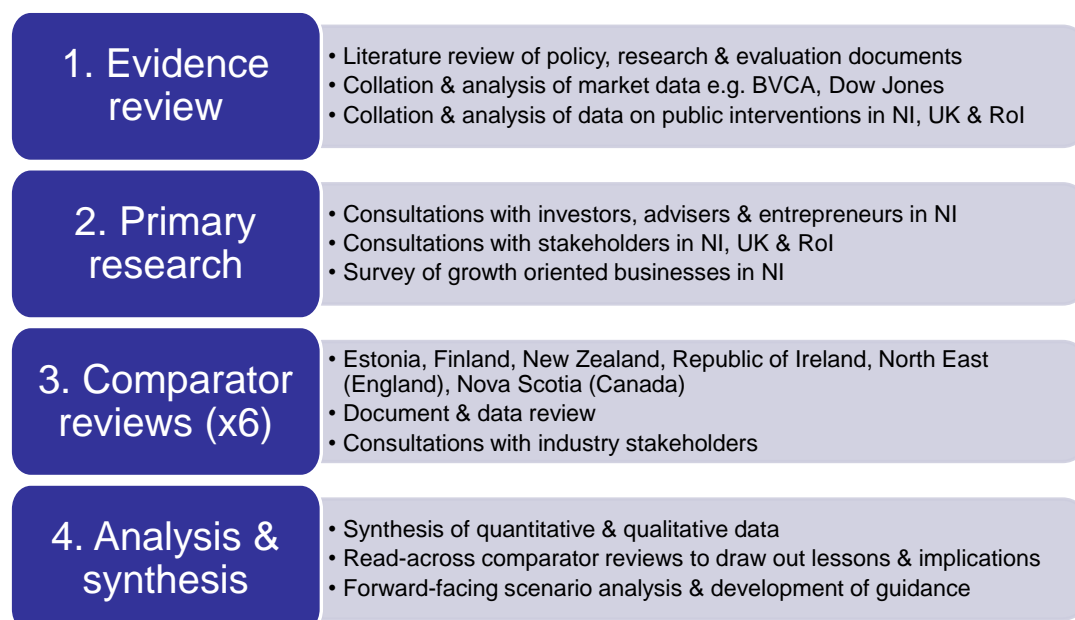 1. Evidence
review
• Literature review of policy, research & evaluation documents
• Collation & analysis of market data e.g. BVCA, Dow Jones
• Collation & analysis of data on public interventions in NI, UK & RoI
2. Primary
research
• Consultations with investors, advisers & entrepreneurs in NI
• Consultations with stakeholders in NI, UK & RoI
• Survey of growth oriented businesses in NI
3. Comparator
reviews (x6)
• Estonia, Finland, New Zealand, Republic of Ireland, North East
(England), Nova Scotia (Canada)
• Document & data review
• Consultations with industry stakeholders
4. Analysis &
synthesis
• Synthesis of quantitative & qualitative data
• Read-across comparator reviews to draw out lessons & implications
• Forward-facing scenario analysis & development of guidance